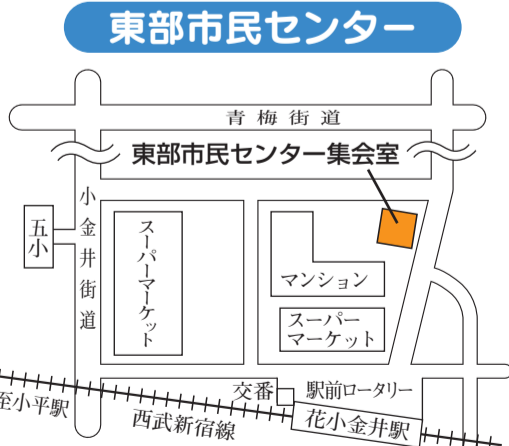 東部市民センター
青梅街道
東部市民センター集会室
小金井街道
五小
スーパーマーケット
マンション
スーパー
マーケット
交番
駅前ロータリー
至小平駅
西武新宿線
花小金井駅